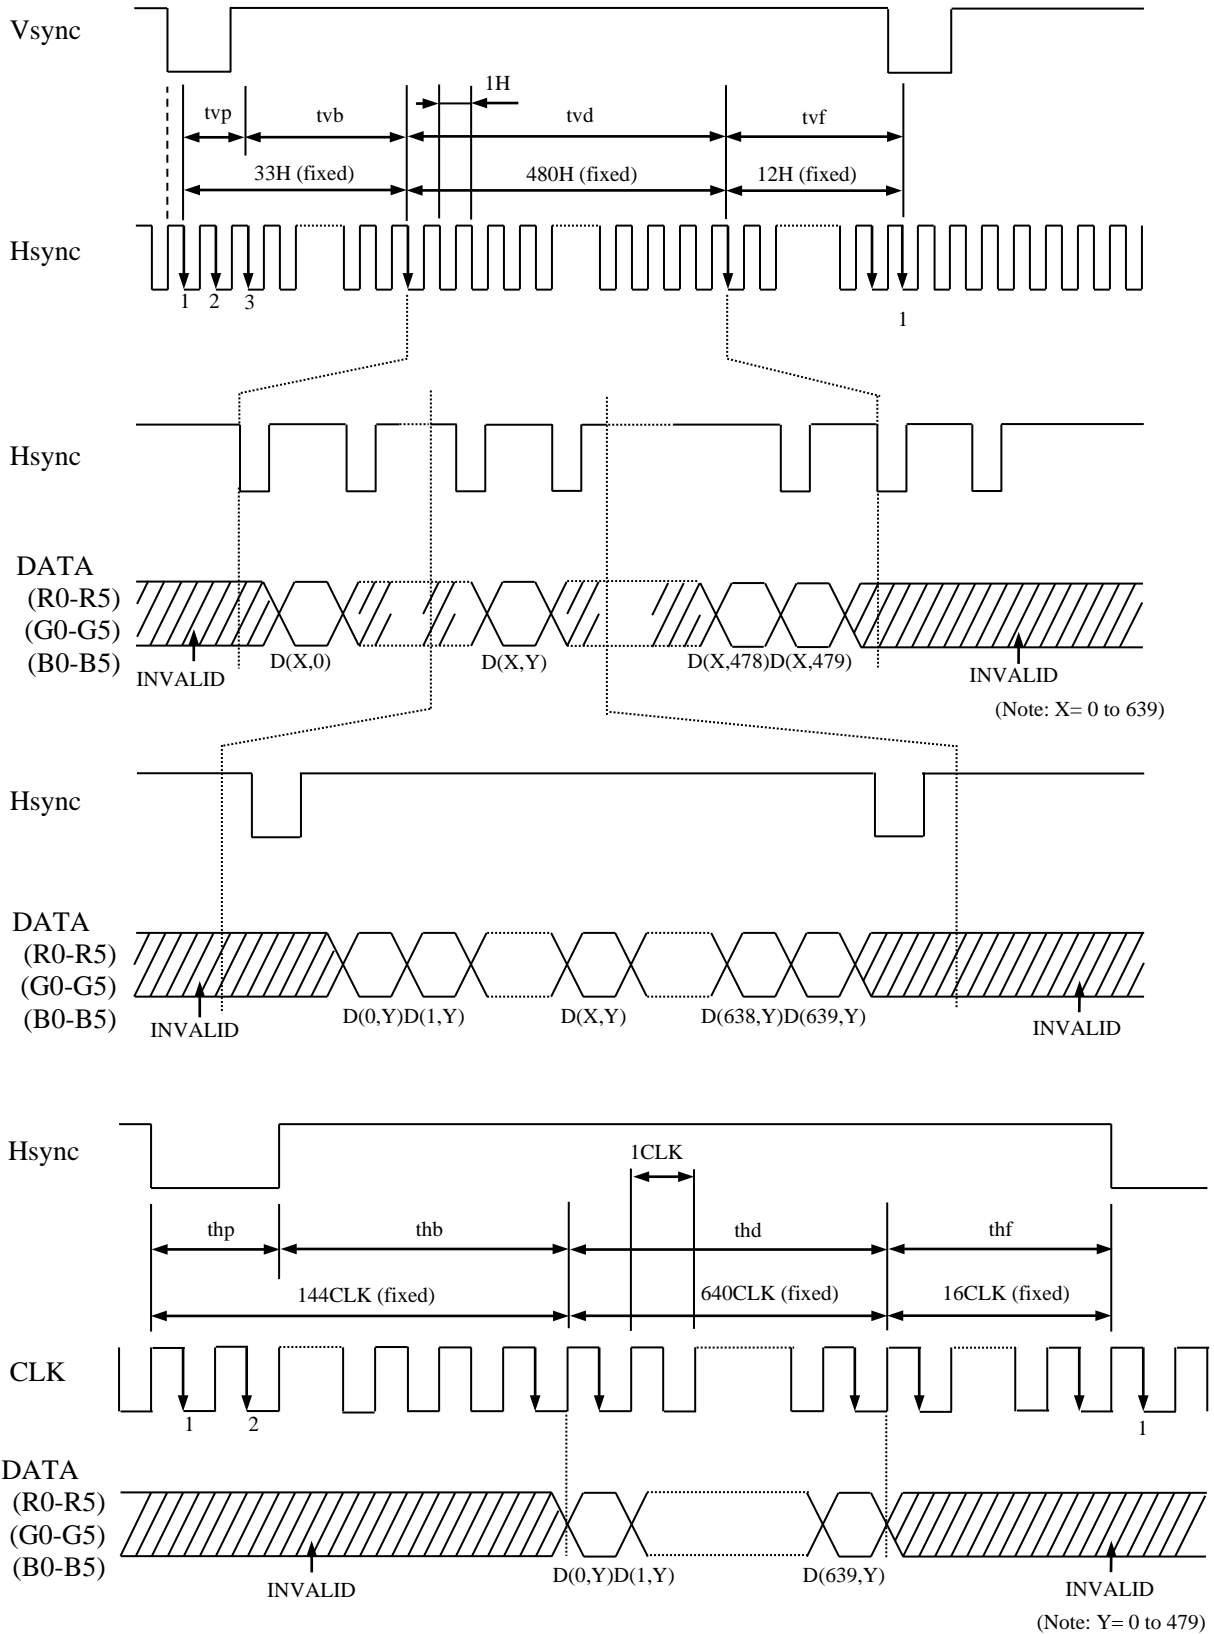 Vsync
1H
tvp tvb tvd tvf
33H (fixed) 480H (fixed) 12H (fixed)
Hsync
1 2 3 1
Hsync
DATA
(R0-R5)
(G0-G5)
(B0-B5)
D(X,0) D(X,Y) D(X,478) D(X,479)
INVALID INVALID
(Note: X= 0 to 639)
Hsync
DATA
(R0-R5)
(G0-G5)
(B0-B5)
D(0,Y) D(1,Y) D(X,Y) D(638,Y) D(639,Y)
INVALID INVALID
Hsync
1CLK
thp thb thd thf
144CLK (fixed) 640CLK (fixed) 16CLK (fixed)
CLK
1 2 1
DATA
(R0-R5)
(G0-G5)
(B0-B5)
D(0,Y) D(1,Y) D(639,Y)
INVALID INVALID
(Note: Y= 0 to 479)